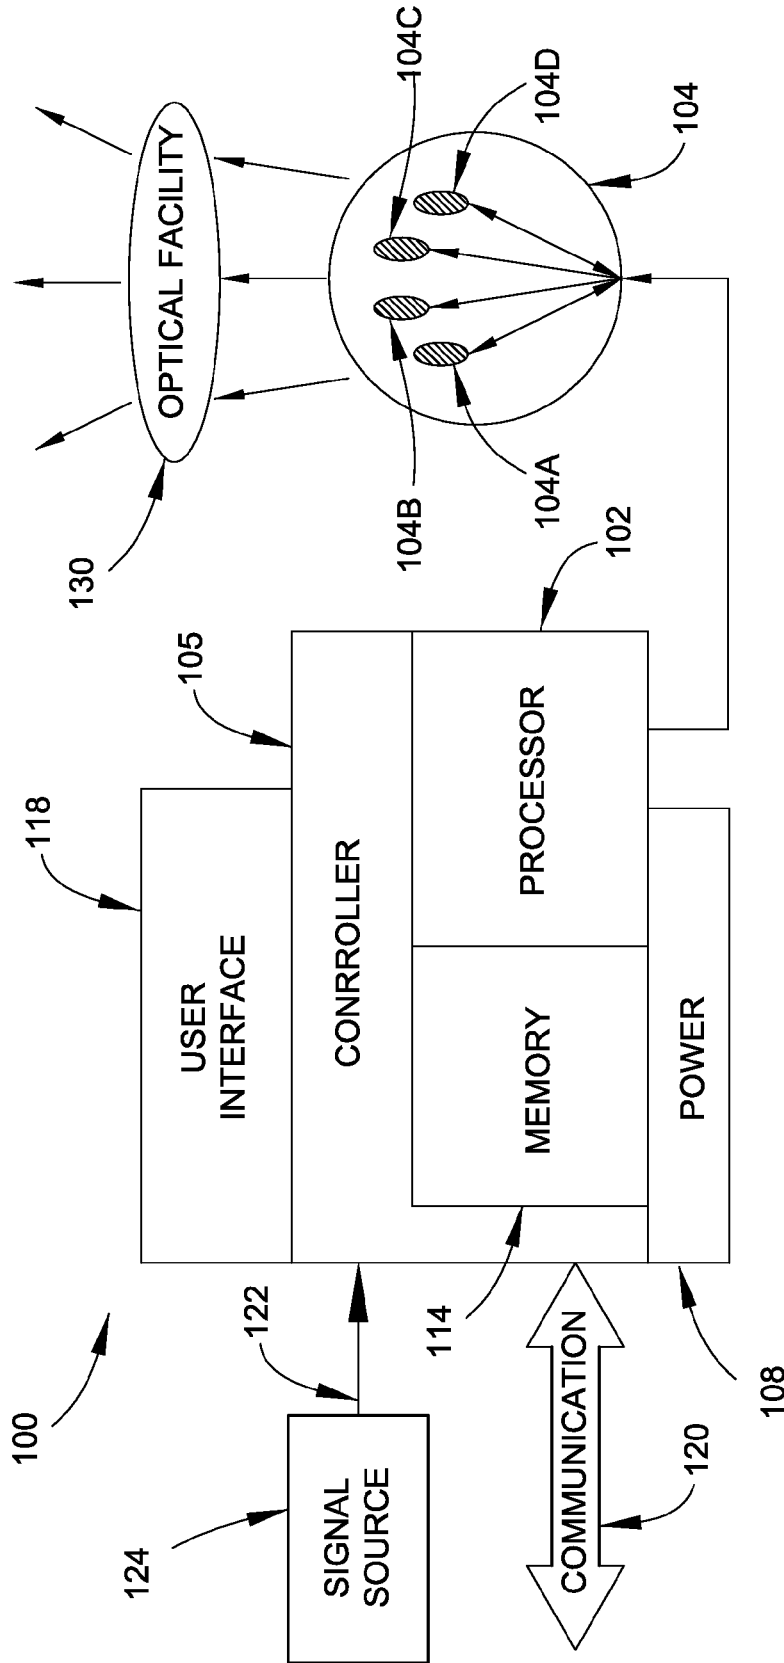 100
124
SIGNAL
SOURCE
122
COMMUNICATION
120
118
USER
INTERFACE
105
CONRROLLER
MEMORY
114
PROCESSOR
102
POWER
108
130
OPTICAL FACILITY
104B
104A
104C
104D
104